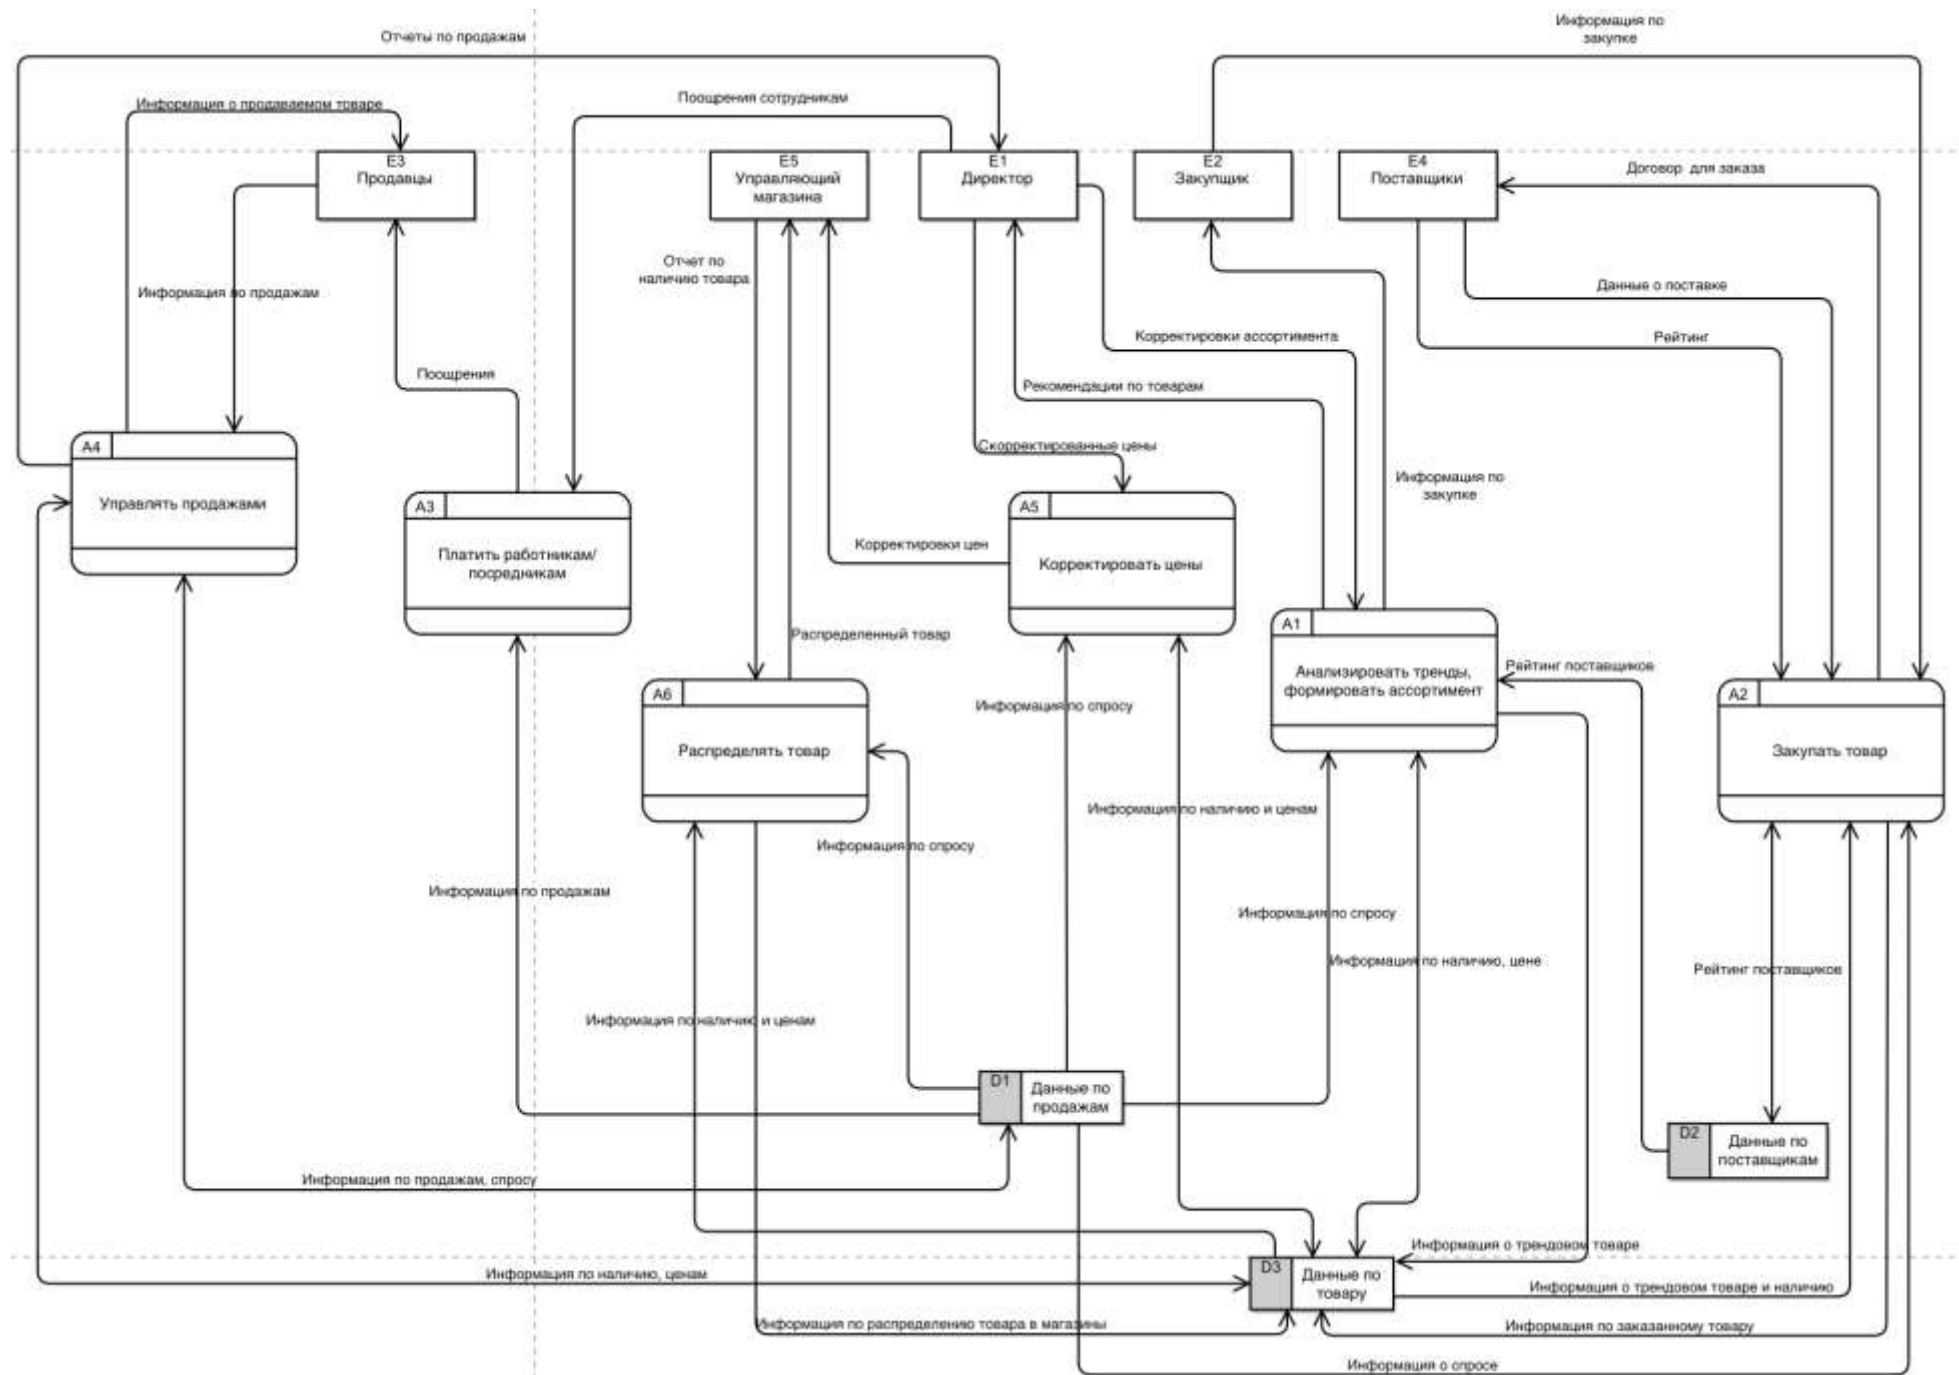 Информация по
закупке
Отчеты по продажам
Информация о продаваемом товаре
Поощрения сотрудникам
E3
Продавцы
E5
Управляющий
магазина
E1
Директор
E2
Закупщик
E4
Поставщики
Договор для заказа
Отчет по
наличию товара
Информация по продажам
Данные о поставке
Корректировки ассортимента
Рейтинг
Поощрения
Рекомендации по товарам
Скорректированные цены
A4
Управлять продажами
Информация по
закупке
A3
Платить работникам/
посредникам
A5
Корректировать цены
Корректировки цен
Распределенный товар
A1
Анализировать тренды,
формировать ассортимент
Рейтинг поставщиков
A6
Распределять товар
Информация по спросу
A2
Закупать товар
Информация по наличию и ценам
Информация по спросу
Информация по продажам
Информация по спросу
Информация по наличию, цене
Рейтинг поставщиков
Информация по наличию и ценам
D1
Данные по
продажам
D2
Данные по
поставщикам
Информация по продажам, спросу
Информация о трендовом товаре
Информация по наличию, ценам
D3
Данные по
товару
Информация о трендовом товаре и наличию
Информация по распределению товара в магазины
Информация по заказанному товару
Информация о спросе